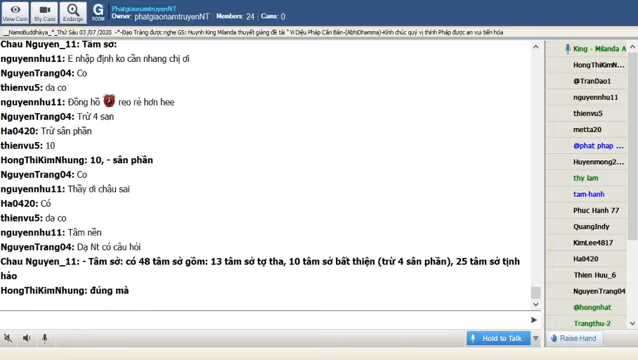 phatgiaonamtruyenNT
Owner: phatgiaonamtruyenNT
Members: 24
Cams: 0
View Cam
My Cam
Enlarge
G
ROOM
__NamoBuddhàya_*_Thứ Sáu 03 /07 /2020 -*-Đạo Tràng được nghe GS: Huynh King Milanda thuyết giảng đề tài " Vi Diệu Pháp Căn Bản-(AbhiDhamma)-Kính chúc quý vị thính Pháp được an vui tiến hóa
Chau Nguyen_11: Tâm sở:
nguyennhu11: E nhập định ko cần nhang chị ơi
NguyenTrang04: Co
thienvu5: da co
nguyennhu11: Đồng hồ reo rẻ hơn hee
NguyenTrang04: Trừ 4 san
Ha0420: Trừ sân phần
thienvu5: 10
HongThiKimNhung: 10, - sân phần
NguyenTrang04: Co
nguyennhu11: Thầy ơi châu sai
Ha0420: Có
thienvu5: da co
nguyennhu11: Tâm nền
NguyenTrang04: Dạ Nt có câu hỏi
Chau Nguyen_11: - Tâm sở: có 48 tâm sở gồm: 13 tâm sở tợ tha, 10 tâm sở bất thiện (trừ 4 sân phần), 25 tâm sở tịnh
hảo
HongThiKimNhung: đúng mà
King - Milanda A
HongThiKimN...
@TranDao1
nguyennhu11
thienvu5
metta20
@phat phap ...
Huyenmong2...
thy lam
tam-hanh
Phuc Hanh 77
QuangIndy
KimLee4817
Ha0420
Thien Huu_6
NguyenTrang04
@hongnhat
Trangthu-2
Hold to Talk
Raise Hand